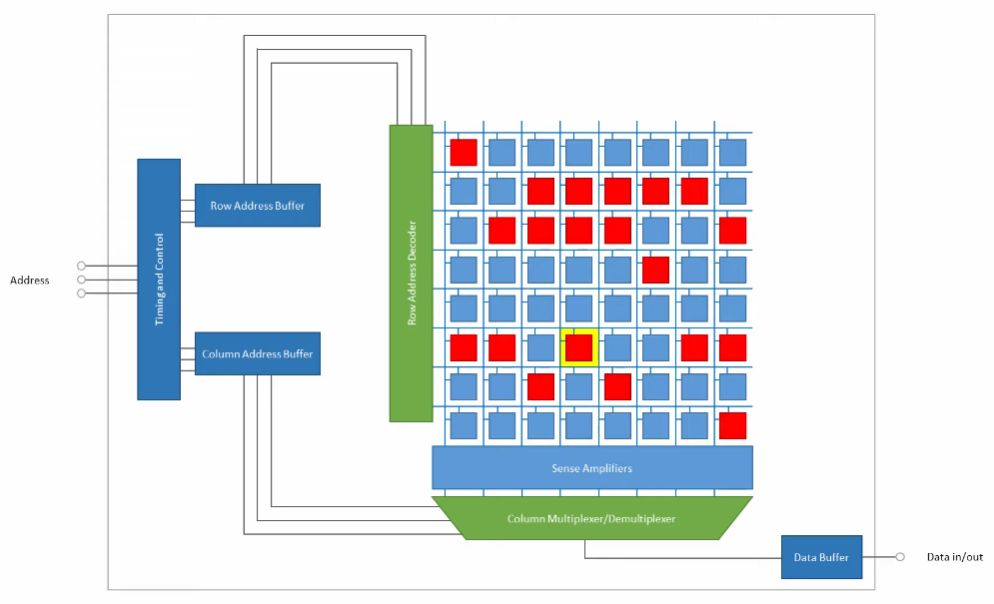 Row Address Buffer
Address
Timing and Control
Row Address Decoder
Column Address Buffer
Sense Amplifiers
Column Multiplexer/Demultiplexer
Data Buffer
Data in/out